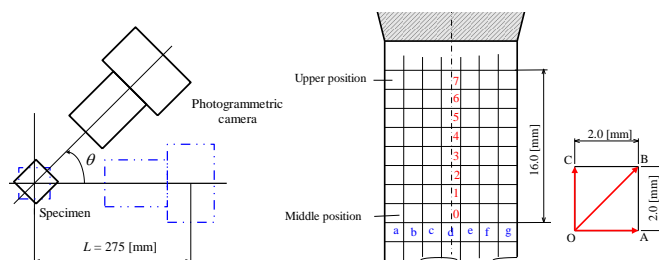 Photogrammetric
camera
θ
Specimen
L = 275 [mm]
Upper position
Middle position
7
6
5
4
3
2
1
0
a b c d e f g
16.0 [mm]
2.0 [mm]
C B
O A
2.0 [mm]